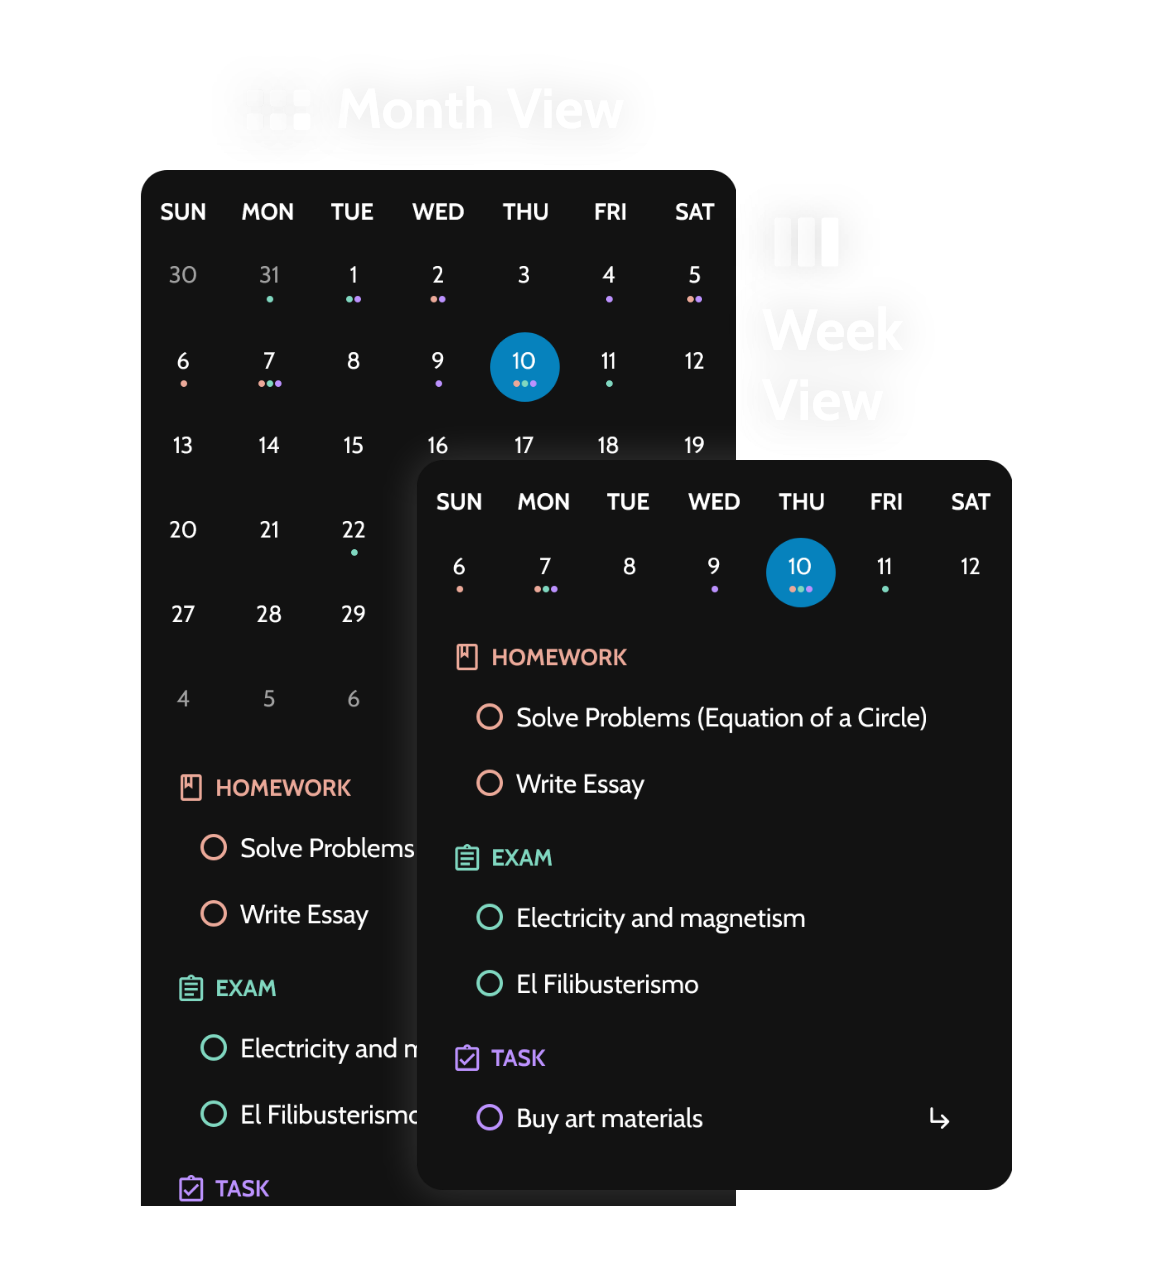 Month View
SUN MON TUE WED THU FRI SAT
30 31 1 2 3 4 5
6 7 8 9 10 11 12
13 14 15 16 17 18 19
20 21 22
27 28 29
4 5 6
HOMEWORK
Solve Problems
Write Essay
EXAM
Electricity and m
El Filibusterismo
TASK
Week
View
SUN MON TUE WED THU FRI SAT
6 7 8 9 10 11 12
HOMEWORK
Solve Problems (Equation of a Circle)
Write Essay
EXAM
Electricity and magnetism
El Filibusterismo
TASK
Buy art materials